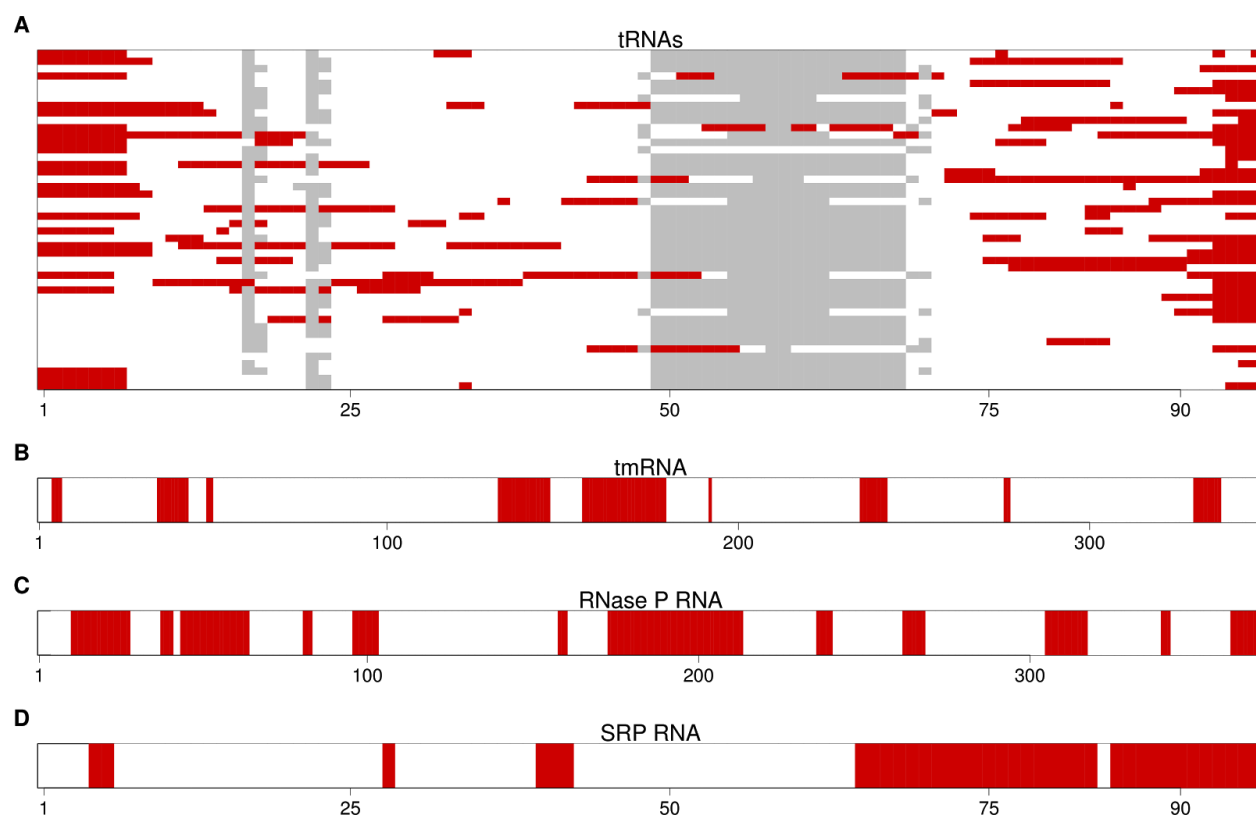 A
tRNAs
1 25 50 75 90
B
tmRNA
1 100 200 300
C
RNase P RNA
1 100 200 300
D
SRP RNA
1 25 50 75 90